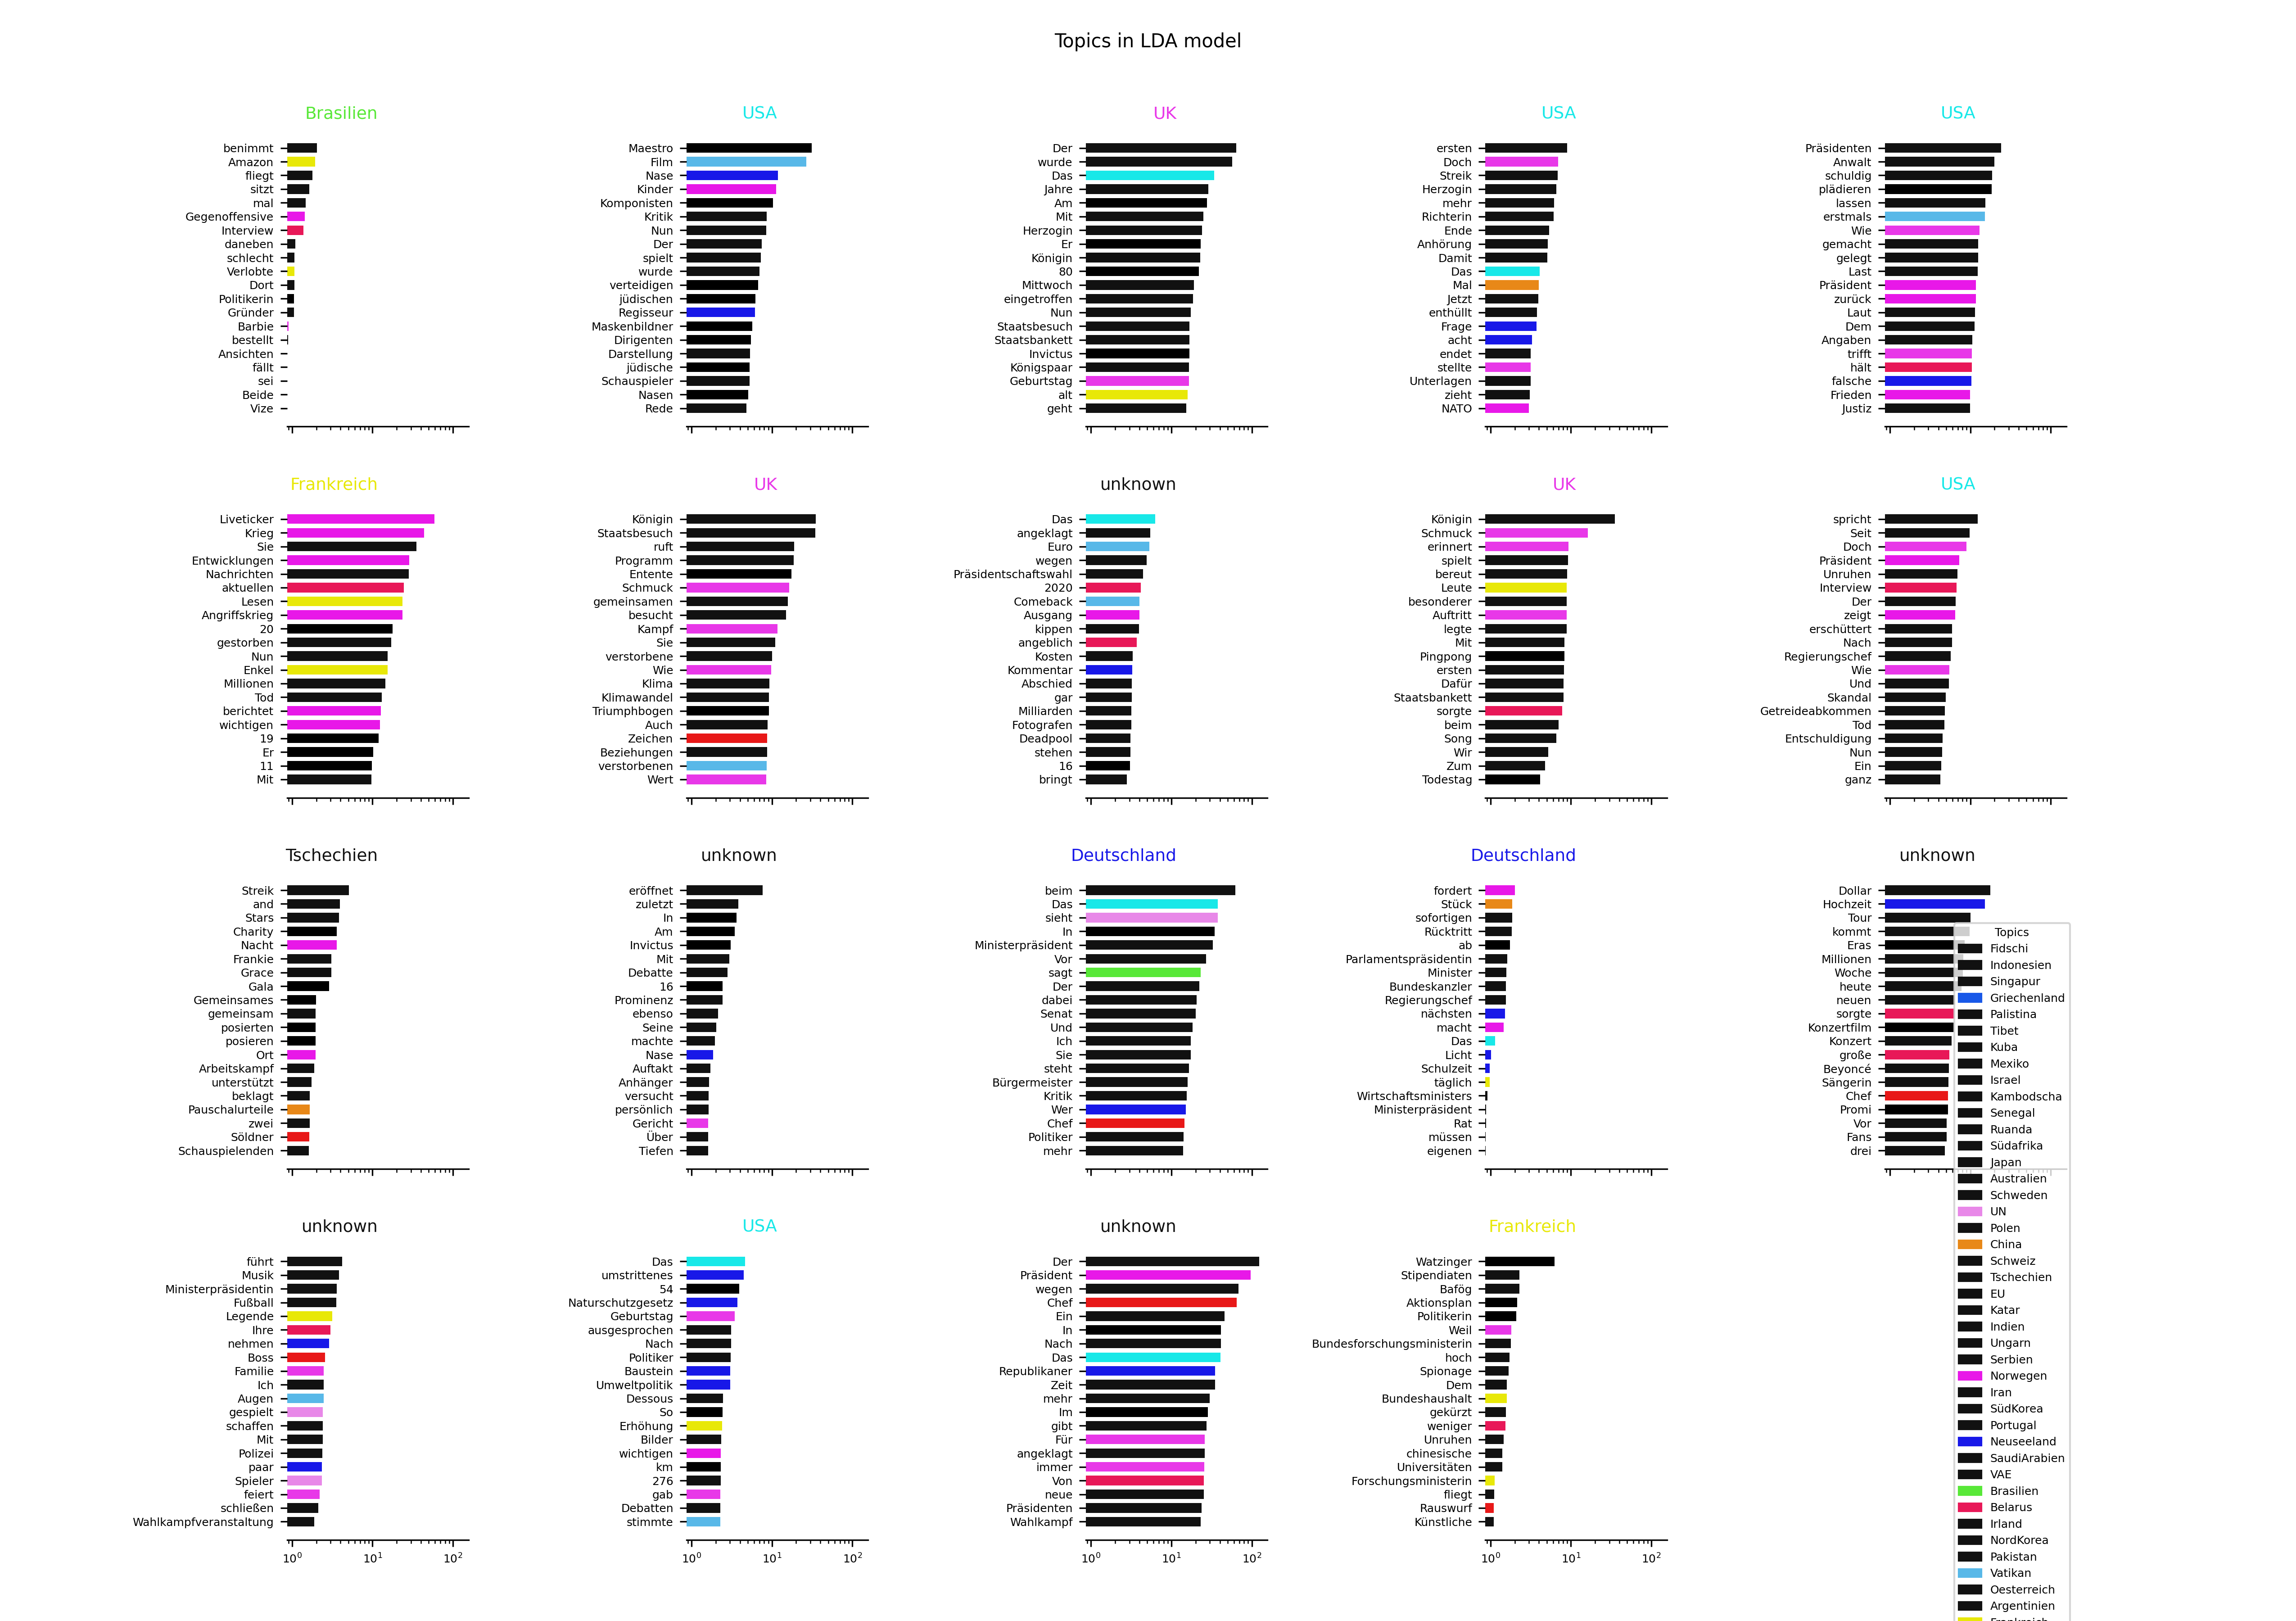 Topics in LDA model
Brasilien
benimmt
Amazon
fliegt
sitzt
mal
Gegenoffensive
Interview
daneben
schlecht
Verlobte
Dort
Politikerin
Gründer
Barbie
bestellt
Ansichten
fällt
sei
Beide
Vize
USA
Maestro
Film
Nase
Kinder
Komponisten
Kritik
Nun
Der
spielt
wurde
verteidigen
jüdischen
Regisseur
Maskenbildner
Dirigenten
Darstellung
jüdische
Schauspieler
Nasen
Rede
UK
Der
wurde
Das
Jahre
Am
Mit
Herzogin
Er
Königin
80
Mittwoch
eingetroffen
Nun
Staatsbesuch
Staatsbankett
Invictus
Königspaar
Geburtstag
alt
geht
USA
ersten
Doch
Streik
Herzogin
mehr
Richterin
Ende
Anhörung
Damit
Das
Mal
Jetzt
enthüllt
Frage
acht
endet
stellte
Unterlagen
zieht
NATO
USA
Präsidenten
Anwalt
schuldig
plädieren
lassen
erstmals
Wie
gemacht
gelegt
Last
Präsident
zurück
Laut
Dem
Angaben
trifft
hält
falsche
Frieden
Justiz
Frankreich
Liveticker
Krieg
Sie
Entwicklungen
Nachrichten
aktuellen
Lesen
Angriffskrieg
20
gestorben
Nun
Enkel
Millionen
Tod
berichtet
wichtigen
19
Er
11
Mit
UK
Königin
Staatsbesuch
ruft
Programm
Entente
Schmuck
gemeinsamen
besucht
Kampf
Sie
verstorbene
Wie
Klima
Klimawandel
Triumphbogen
Auch
Zeichen
Beziehungen
verstorbenen
Wert
unknown
Das
angeklagt
Euro
wegen
Präsidentschaftswahl
2020
Comeback
Ausgang
kippen
angeblich
Kosten
Kommentar
Abschied
gar
Milliarden
Fotografen
Deadpool
stehen
16
bringt
UK
Königin
Schmuck
erinnert
spielt
bereut
Leute
besonderer
Auftritt
legte
Mit
Pingpong
ersten
Dafür
Staatsbankett
sorgte
beim
Song
Wir
Zum
Todestag
USA
spricht
Seit
Doch
Präsident
Unruhen
Interview
Der
zeigt
erschüttert
Nach
Regierungschef
Wie
Und
Skandal
Getreideabkommen
Tod
Entschuldigung
Nun
Ein
ganz
Tschechien
Streik
and
Stars
Charity
Nacht
Frankie
Grace
Gala
Gemeinsames
gemeinsam
posierten
posieren
Ort
Arbeitskampf
unterstützt
beklagt
Pauschalurteile
zwei
Söldner
Schauspielenden
unknown
eröffnet
zuletzt
In
Am
Invictus
Mit
Debatte
16
Prominenz
ebenso
Seine
machte
Nase
Auftakt
Anhänger
versucht
persönlich
Gericht
Über
Tiefen
Deutschland
beim
Das
sieht
In
Ministerpräsident
Vor
sagt
Der
dabei
Senat
Und
Ich
Sie
steht
Bürgermeister
Kritik
Wer
Chef
Politiker
mehr
Deutschland
fordert
Stück
sofortigen
Rücktritt
ab
Parlamentspräsidentin
Minister
Bundeskanzler
Regierungschef
nächsten
macht
Das
Licht
Schulzeit
täglich
Wirtschaftsministers
Ministerpräsident
Rat
müssen
eigenen
unknown
Dollar
Hochzeit
Tour
kommt
Eras
Millionen
Woche
heute
neuen
sorgte
Konzertfilm
Konzert
große
Beyoncé
Sängerin
Chef
Promi
Vor
Fans
drei
unknown
führt
Musik
Ministerpräsidentin
Fußball
Legende
Ihre
nehmen
Boss
Familie
Ich
Augen
gespielt
schaffen
Mit
Polizei
paar
Spieler
feiert
schließen
Wahlkampfveranstaltung
10⁰ 10¹ 10²
USA
Das
umstrittenes
54
Naturschutzgesetz
Geburtstag
ausgesprochen
Nach
Politiker
Baustein
Umweltpolitik
Dessous
So
Erhöhung
Bilder
wichtigen
km
276
gab
Debatten
stimmte
10⁰ 10¹ 10²
unknown
Der
Präsident
wegen
Chef
Ein
In
Nach
Das
Republikaner
Zeit
mehr
Im
gibt
Für
angeklagt
immer
Von
neue
Präsidenten
Wahlkampf
10⁰ 10¹ 10²
Frankreich
Watzinger
Stipendiaten
Bafög
Aktionsplan
Politikerin
Weil
Bundesforschungsministerin
hoch
Spionage
Dem
Bundeshaushalt
gekürzt
weniger
Unruhen
chinesische
Universitäten
Forschungsministerin
fliegt
Rauswurf
Künstliche
10⁰ 10¹ 10²
Topics
Fidschi
Indonesien
Singapur
Griechenland
Palistina
Tibet
Kuba
Mexiko
Israel
Kambodscha
Senegal
Ruanda
Südafrika
Japan
Australien
Schweden
UN
Polen
China
Schweiz
Tschechien
EU
Katar
Indien
Ungarn
Serbien
Norwegen
Iran
SüdKorea
Portugal
Neuseeland
SaudiArabien
VAE
Brasilien
Belarus
Irland
NordKorea
Pakistan
Vatikan
Oesterreich
Argentinien